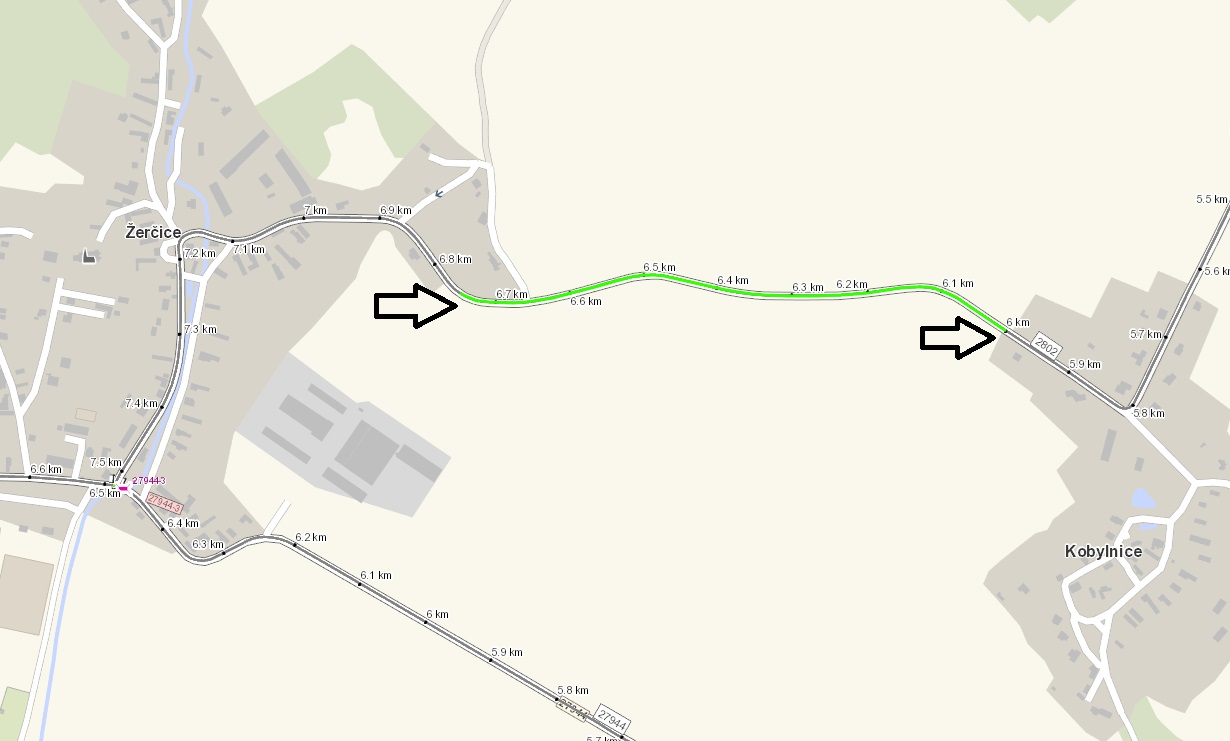 5.5 km
6.9 km
7 km
Žerčice
7.1 km
7.2 km
6.8 km
6.5 km
5.6 k
6.4 km
6.1 km
6.2 km
6.3 km
6.7 km
6.6 km
6 km
7.3 km
5.7 km
2802
5.9 km
7.4 km
5.8 km
7.5 km
6.6 km
27944-3
6.5 km
27944-3
6.4 km
6.2 km
6.3 km
Kobylnice
6.1 km
6 km
5.9 km
5.8 km
27944
27944
5.7 km